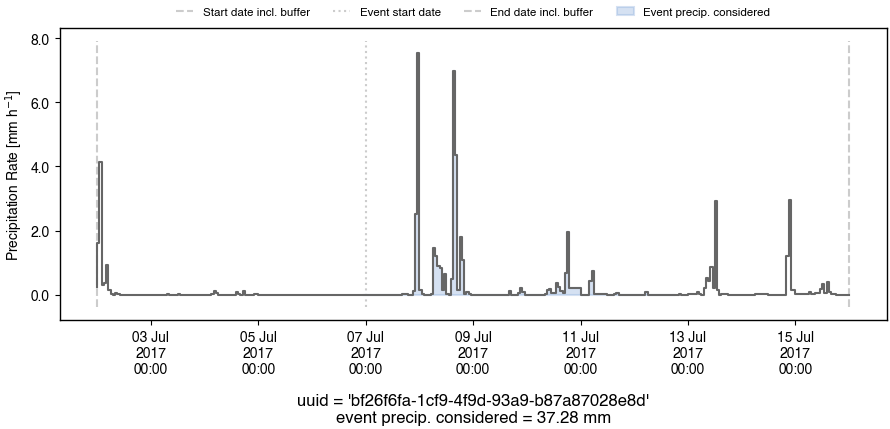 Start date incl. buffer Event start date End date incl. buffer Event precip. considered
8.0
6.0
4.0
2.0
0.0
Precipitation Rate [mm h⁻¹]
03 Jul 05 Jul 07 Jul 09 Jul 11 Jul 13 Jul 15 Jul
2017 2017 2017 2017 2017 2017 2017
00:00 00:00 00:00 00:00 00:00 00:00 00:00
uuid = 'bf26f6fa-1cf9-4f9d-93a9-b87a87028e8d'
event precip. considered = 37.28 mm